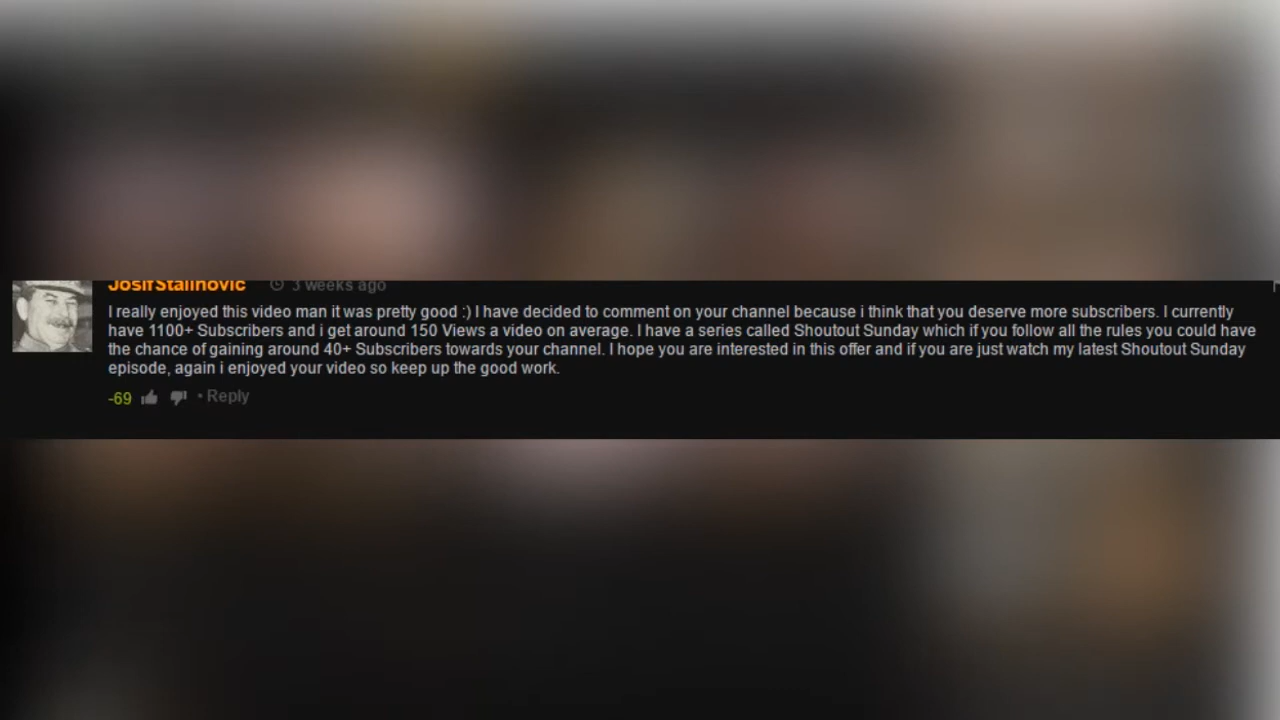 JosifStalinovic 3 weeks ago
I really enjoyed this video man it was pretty good :) I have decided to comment on your channel because i think that you deserve more subscribers. I currently
have 1100+ Subscribers and i get around 150 Views a video on average. I have a series called Shoutout Sunday which if you follow all the rules you could have
the chance of gaining around 40+ Subscribers towards your channel. I hope you are interested in this offer and if you are just watch my latest Shoutout Sunday
episode, again i enjoyed your video so keep up the good work.
-69 • Reply